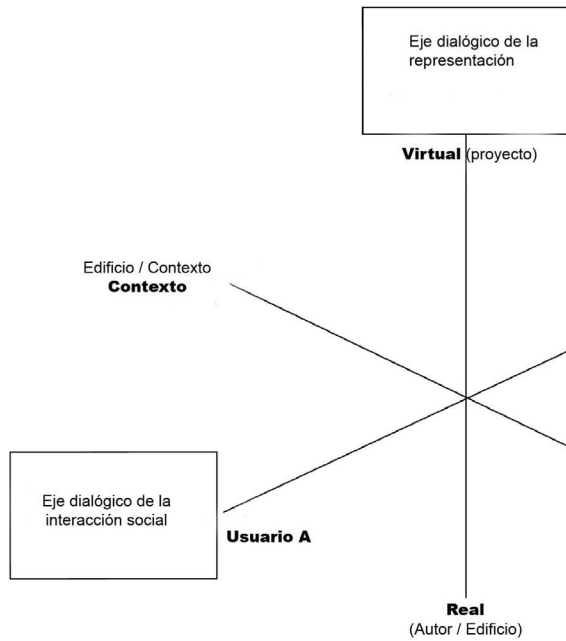 Eje dialógico de la
representación
Virtual (proyecto)
Edificio / Contexto
Contexto
Eje dialógico de la
interacción social
Usuario A
Real
(Autor / Edificio)